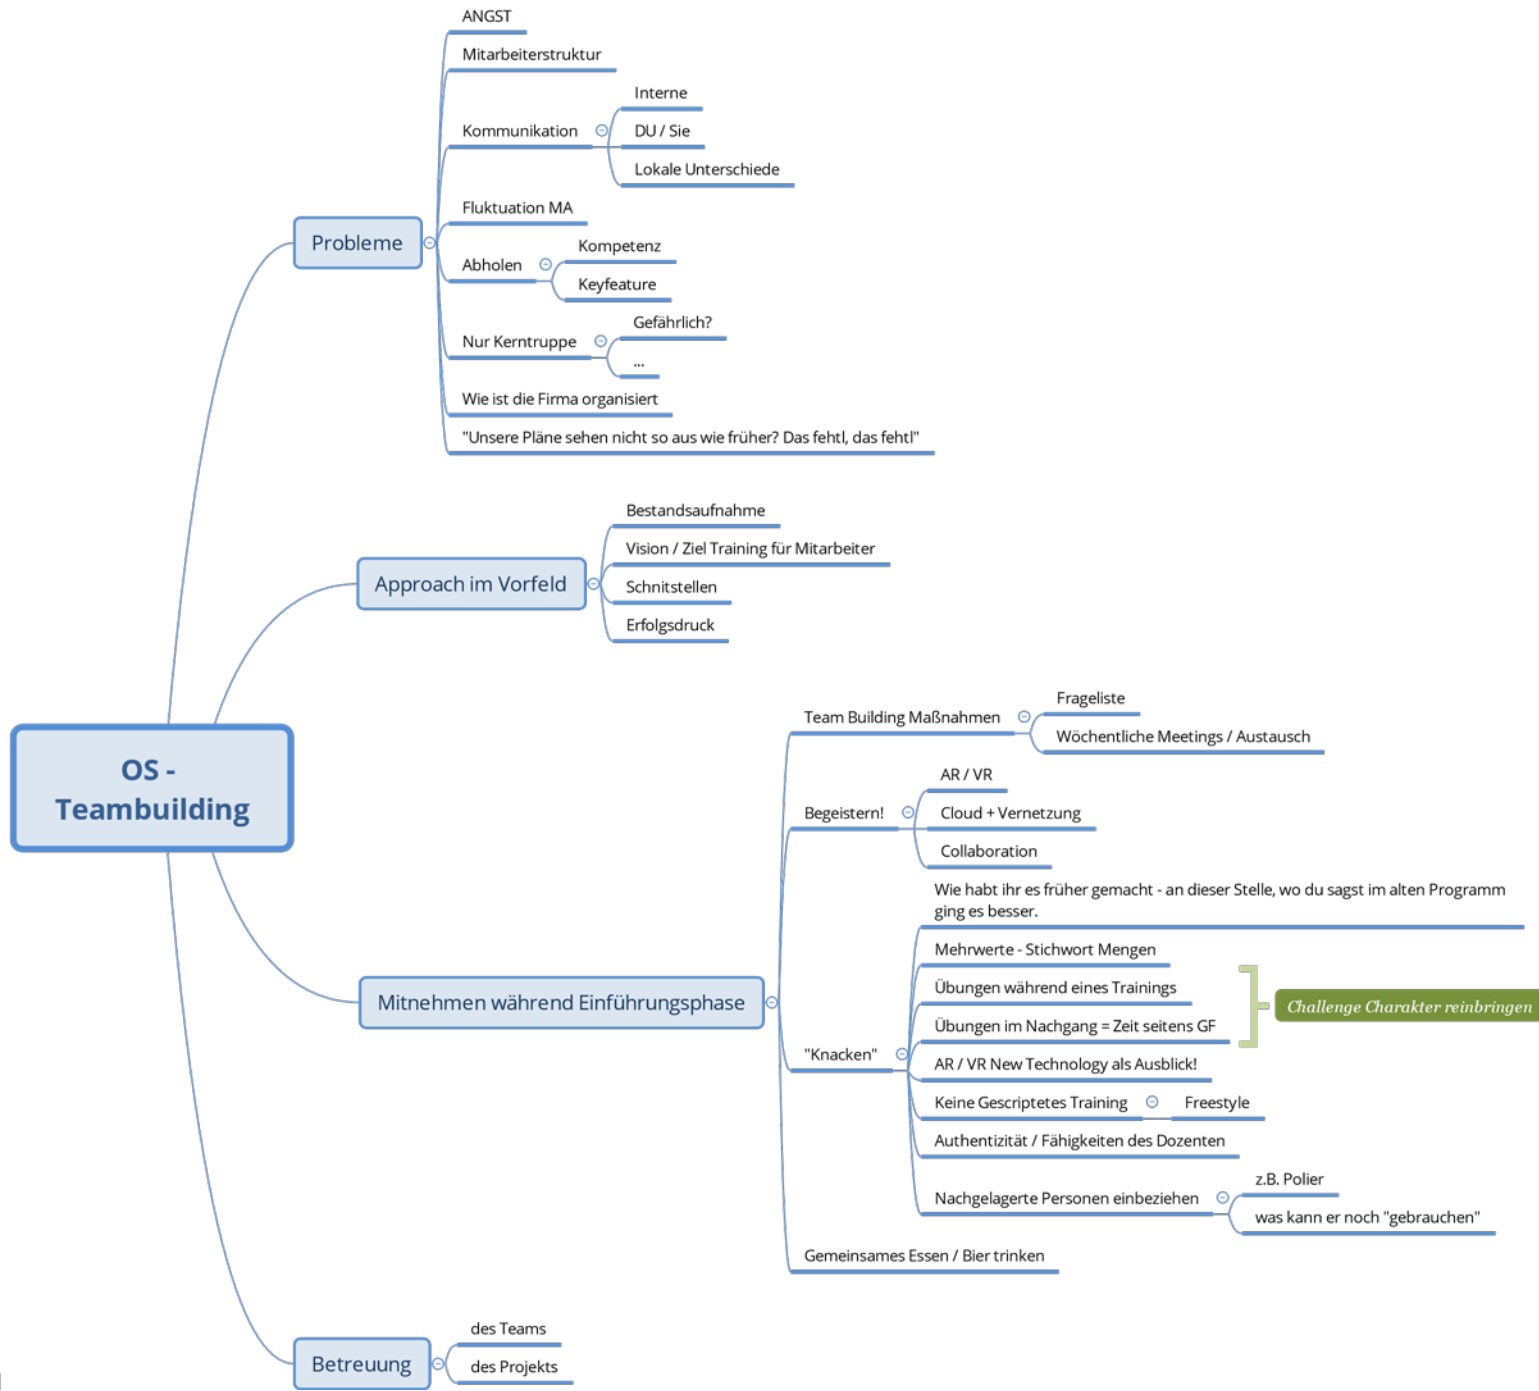 ANGST
Mitarbeiterstruktur
Interne
Kommunikation
DU / Sie
Lokale Unterschiede
Fluktuation MA
Probleme
Kompetenz
Abholen
Keyfeature
Gefährlich?
Nur Kerntruppe
...
Wie ist die Firma organisiert
"Unsere Pläne sehen nicht so aus wie früher? Das fehtl, das fehtl"
Bestandsaufnahme
Vision / Ziel Training für Mitarbeiter
Approach im Vorfeld
Schnitstellen
Erfolgsdruck
OS -
Teambuilding
Frageliste
Team Building Maßnahmen
Wöchentliche Meetings / Austausch
AR / VR
Begeistern!
Cloud + Vernetzung
Collaboration
Wie habt ihr es früher gemacht - an dieser Stelle, wo du sagst im alten Programm
ging es besser.
Mehrwerte - Stichwort Mengen
Übungen während eines Trainings
Mitnehmen während Einführungsphase
Challenge Charakter reinbringen
Übungen im Nachgang = Zeit seitens GF
"Knacken"
AR / VR New Technology als Ausblick!
Keine Gescriptetes Training
Freestyle
Authentizität / Fähigkeiten des Dozenten
z.B. Polier
Nachgelagerte Personen einbeziehen
was kann er noch "gebrauchen"
Gemeinsames Essen / Bier trinken
des Teams
Betreuung
des Projekts